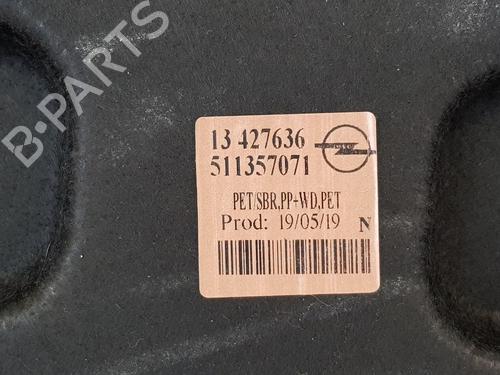 B-PARTS
13 427636
511357071
PET/SBR,PP+WD,PET
Prod: 19/05/19 N